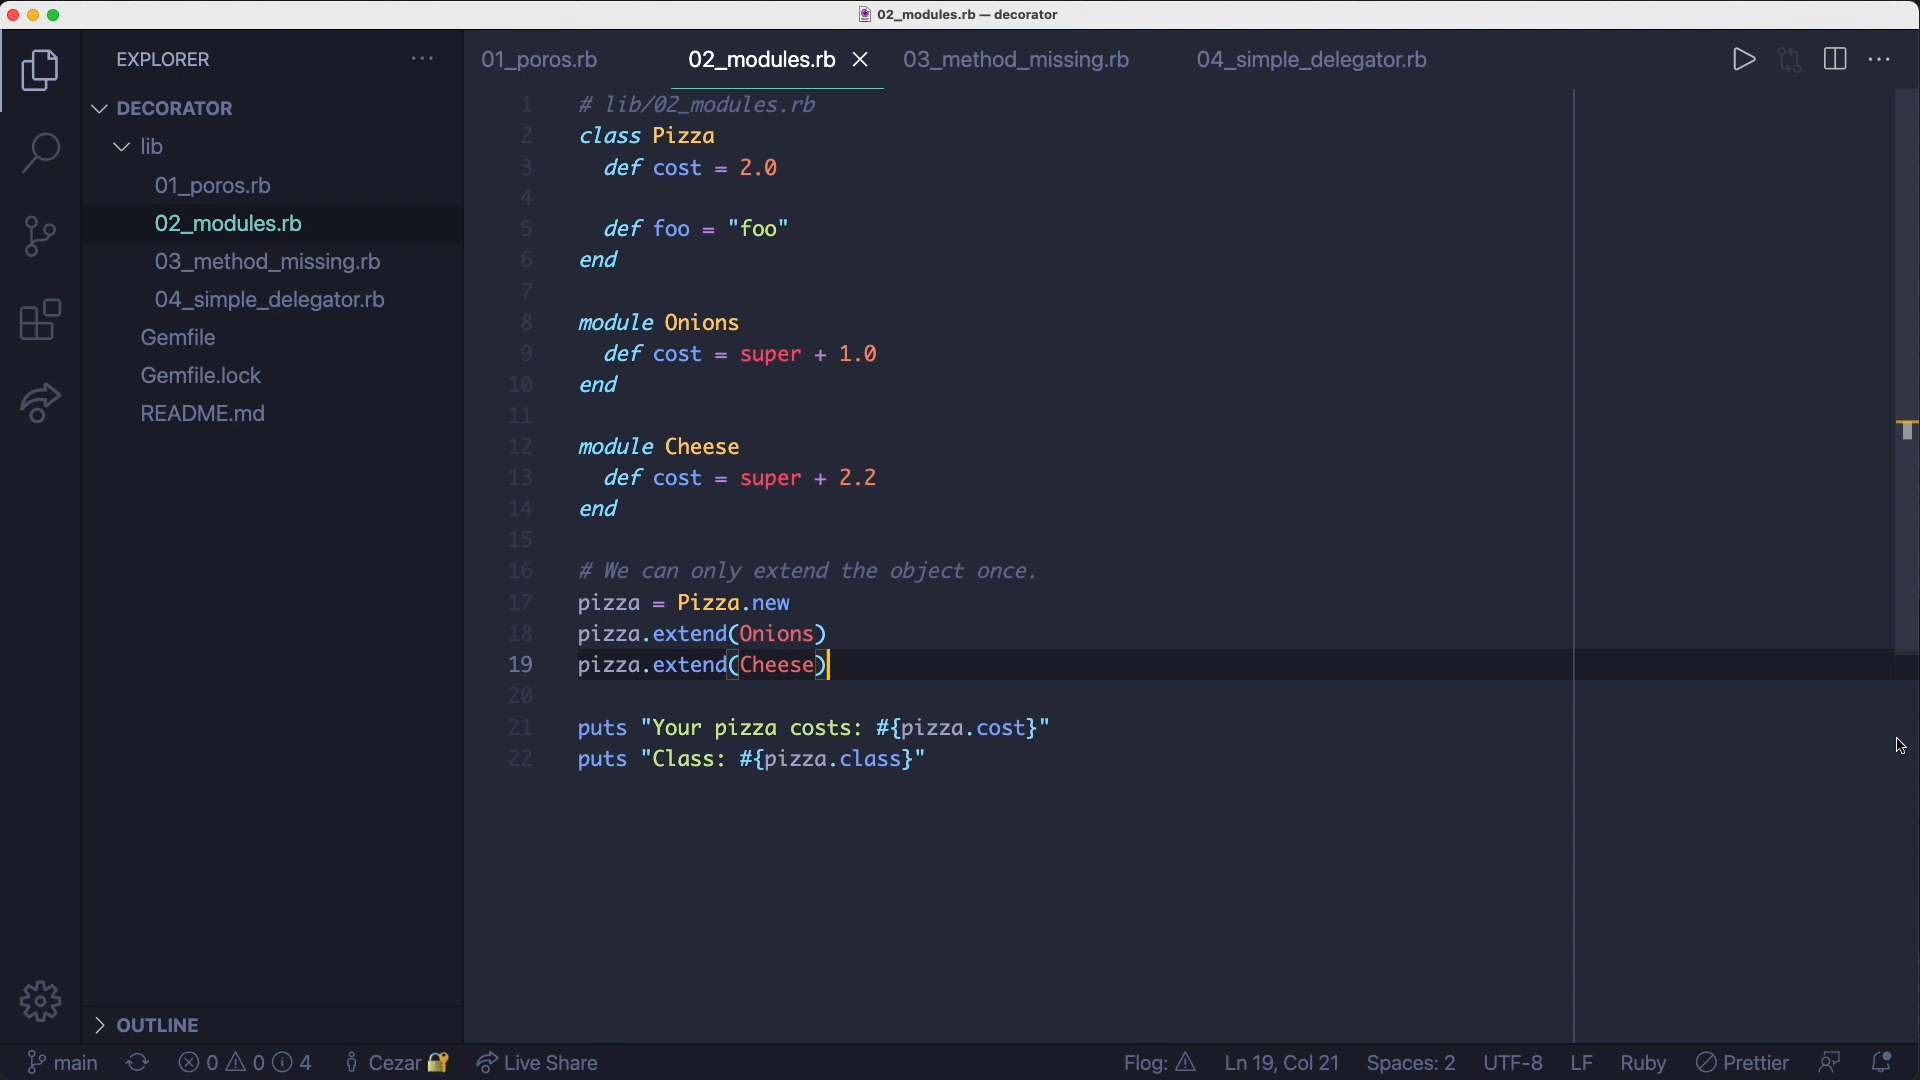 02_modules.rb — decorator
EXPLORER
DECORATOR
lib
01_poros.rb
02_modules.rb
03_method_missing.rb
04_simple_delegator.rb
Gemfile
Gemfile.lock
README.md
OUTLINE
01_poros.rb 02_modules.rb 03_method_missing.rb 04_simple_delegator.rb
1 # lib/02_modules.rb
2 class Pizza
3 def cost = 2.0
4
5 def foo = "foo"
6 end
7
8 module Onions
9 def cost = super + 1.0
10 end
11
12 module Cheese
13 def cost = super + 2.2
14 end
15
16 # We can only extend the object once.
17 pizza = Pizza.new
18 pizza.extend(Onions)
19 pizza.extend(Cheese)
20
21 puts "Your pizza costs: #{pizza.cost}"
22 puts "Class: #{pizza.class}"
main 0 0 4 Cezar Live Share Flog: Ln 19, Col 21 Spaces: 2 UTF-8 LF Ruby Prettier